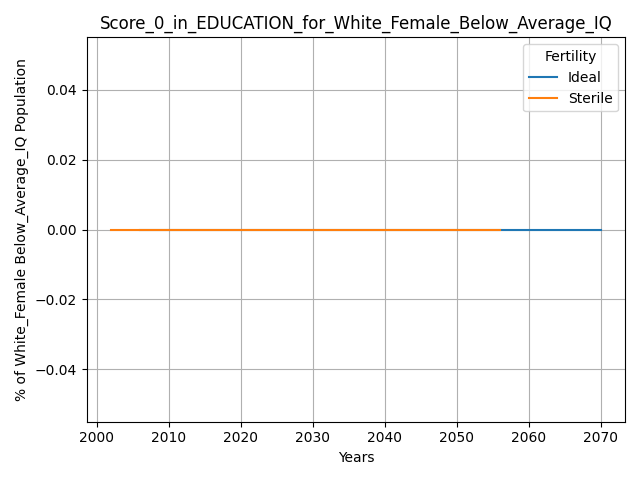 Score_0_in_EDUCATION_for_White_Female_Below_Average_IQ
% of White_Female Below_Average_IQ Population
Fertility
Ideal
Sterile
0.04
0.02
0.00
−0.02
−0.04
2000 2010 2020 2030 2040 2050 2060 2070
Years